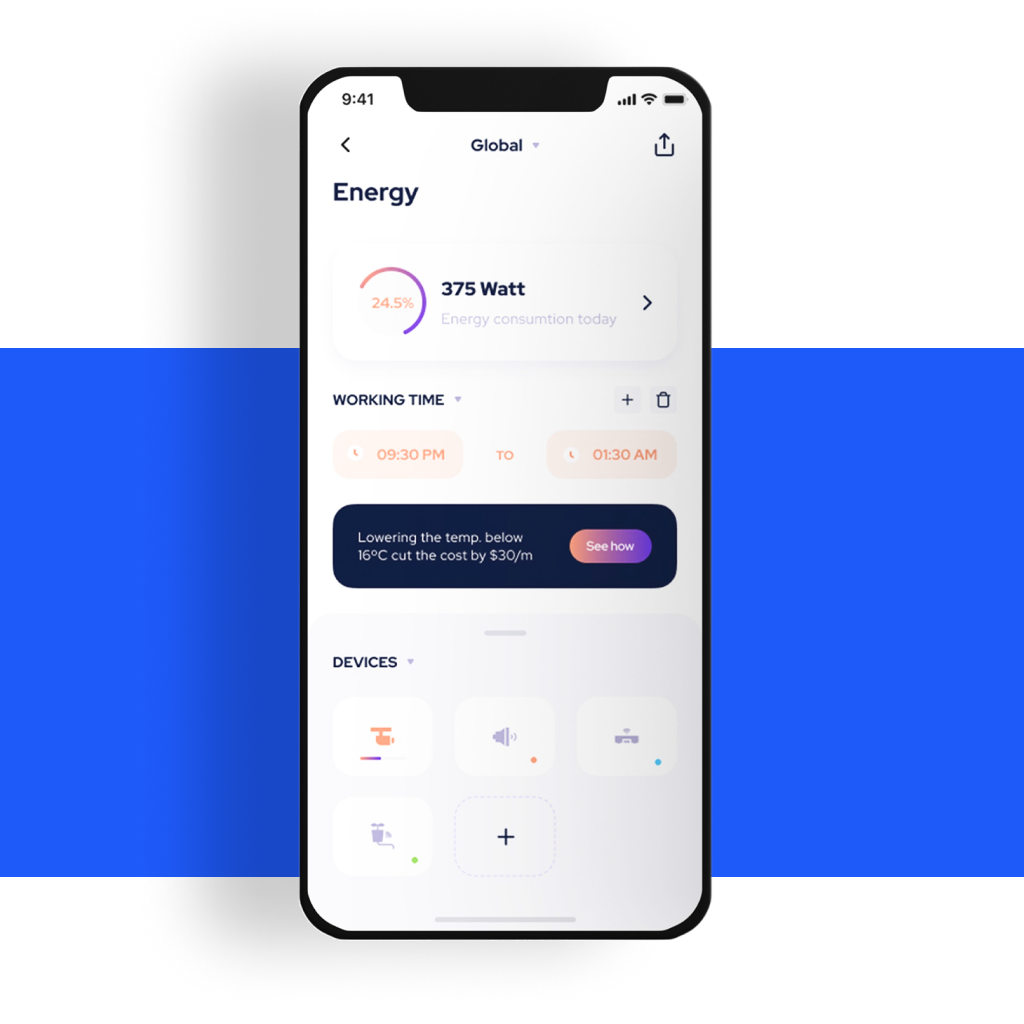 9:41
Global
Energy
24.5%
375 Watt
Energy consumtion today
WORKING TIME
09:30 PM TO 01:30 AM
Lowering the temp. below
16ºC cut the cost by $30/m
See how
DEVICES